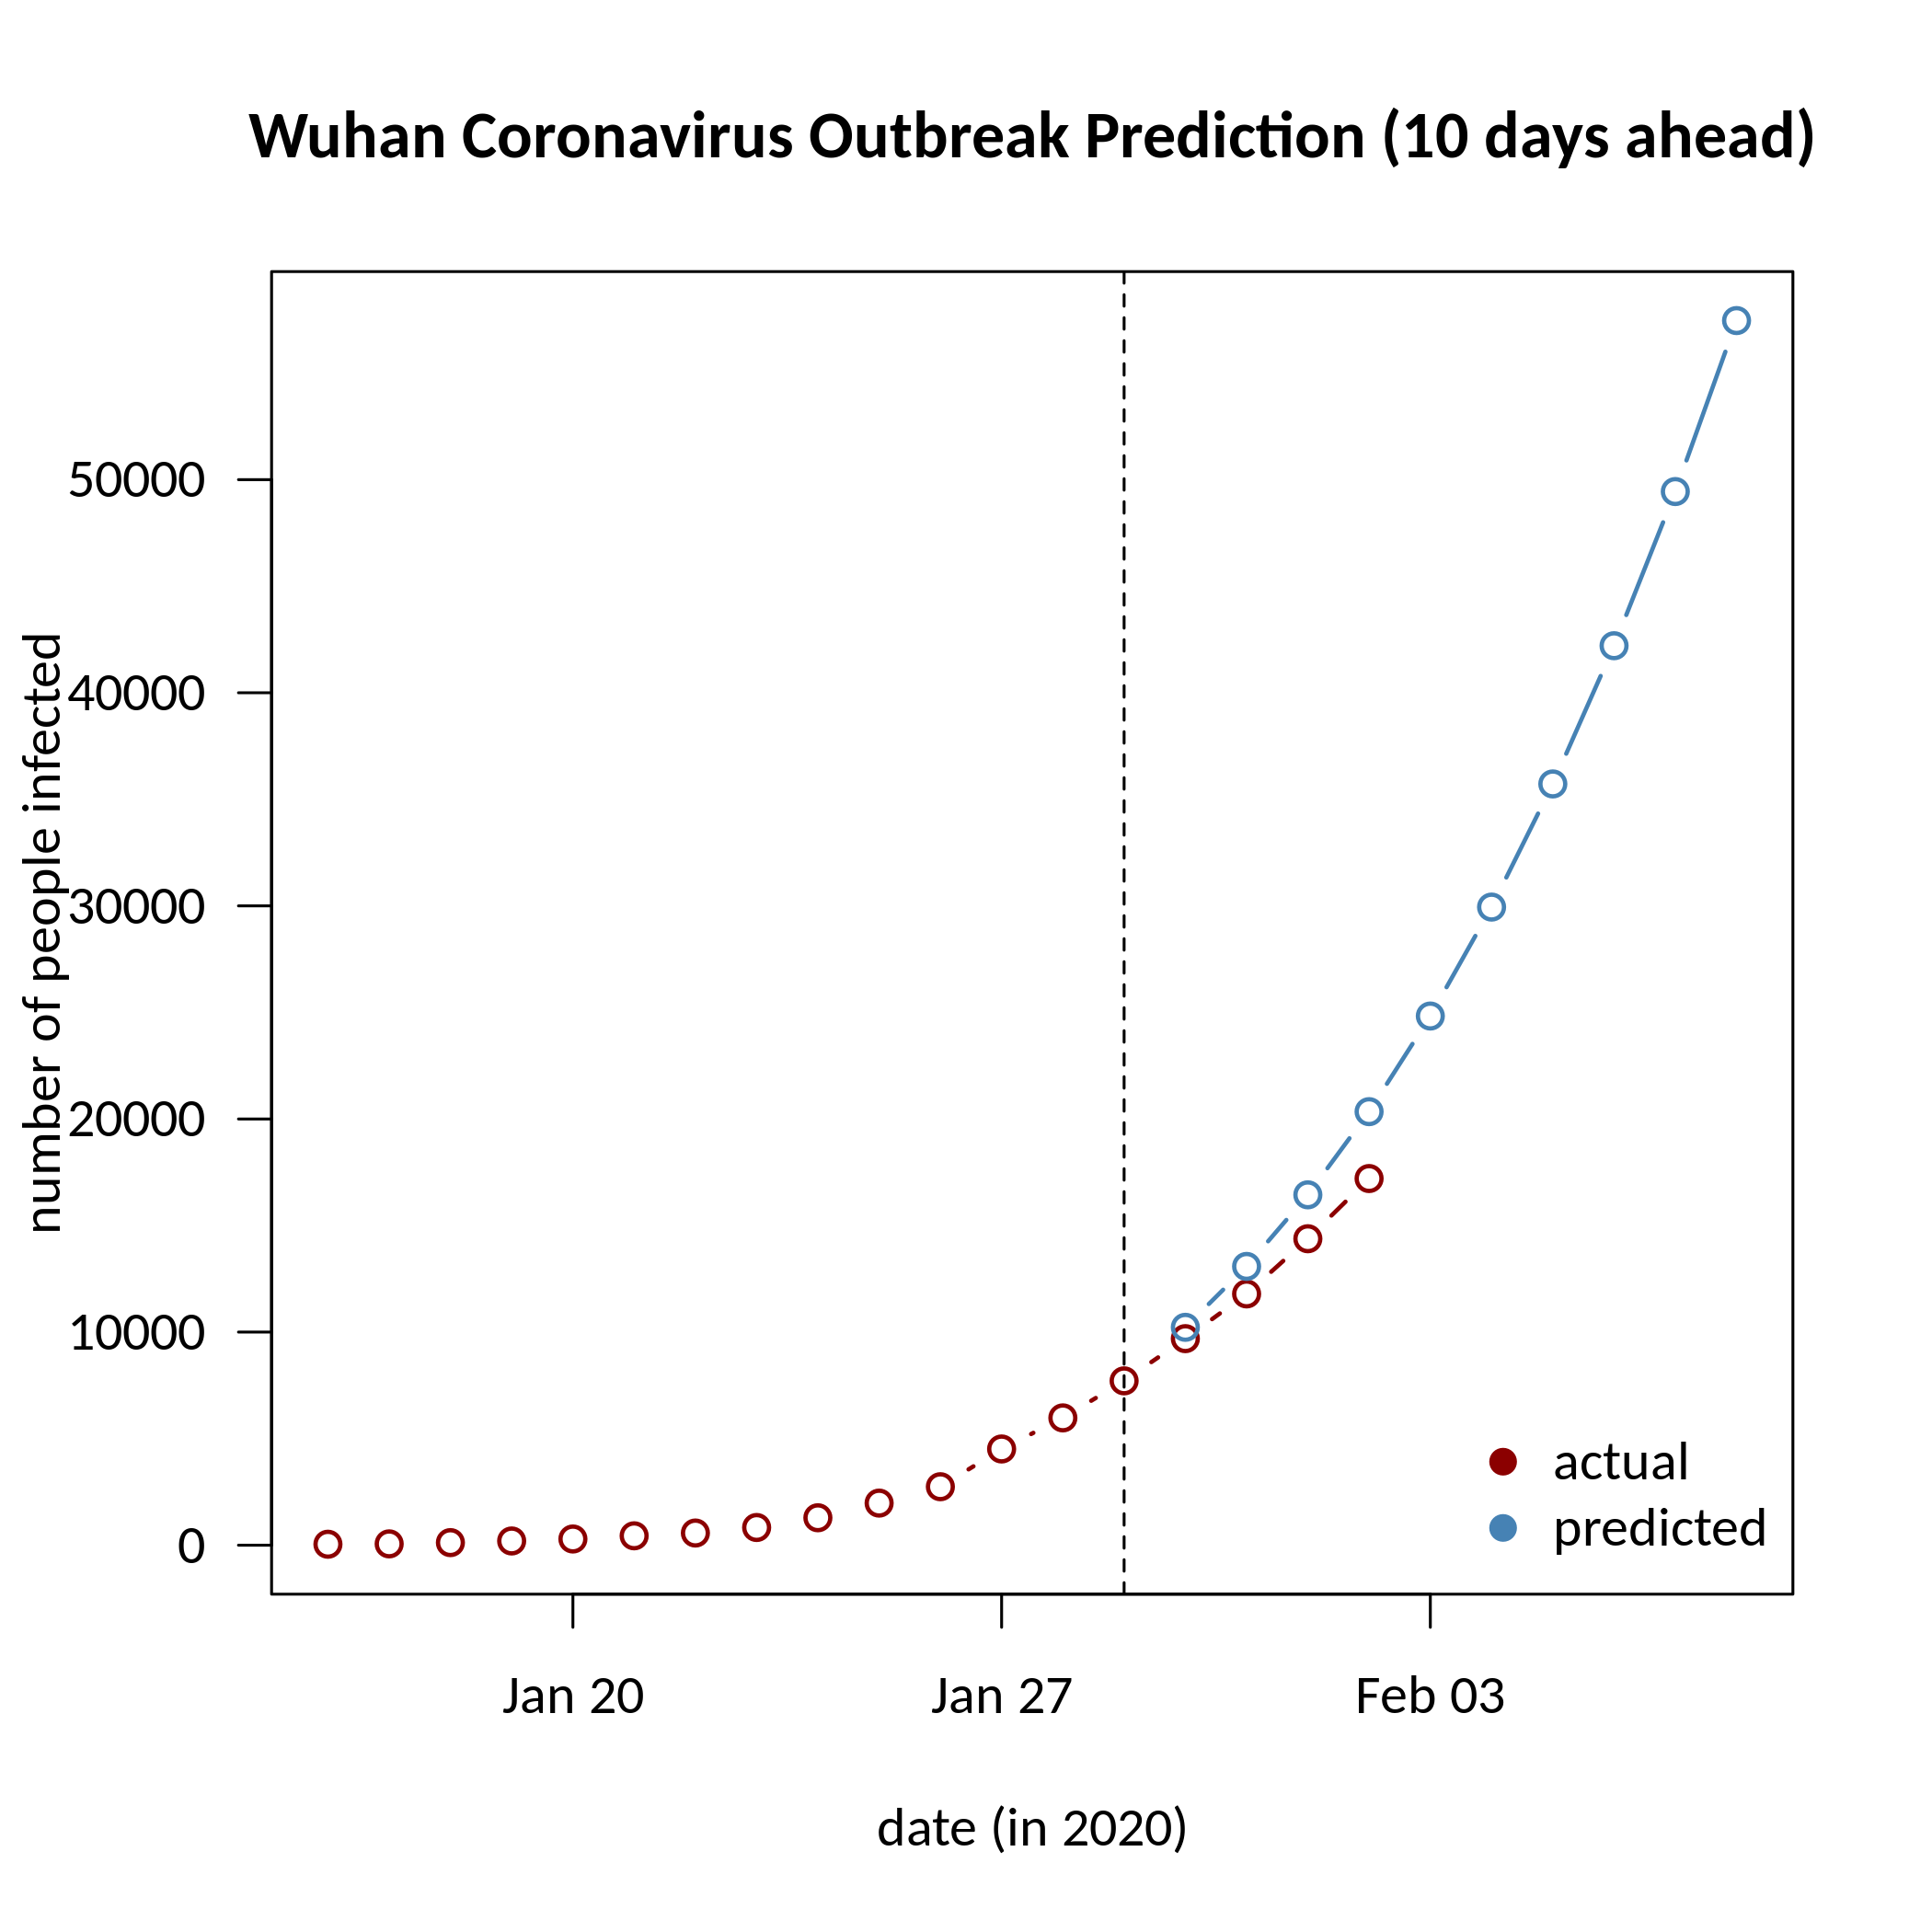 Wuhan Coronavirus Outbreak Prediction (10 days ahead)
number of people infected
50000
40000
30000
20000
10000
0
actual
predicted
Jan 20
Jan 27
Feb 03
date (in 2020)